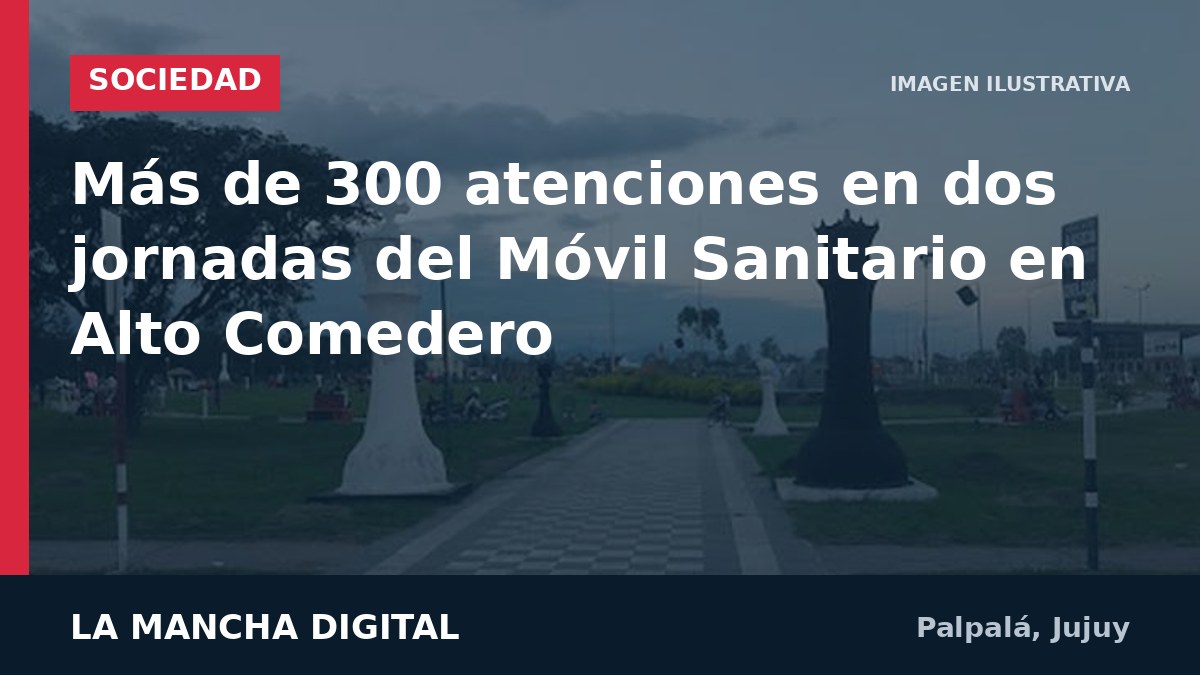 SOCIEDAD
IMAGEN ILUSTRATIVA
Más de 300 atenciones en dos
jornadas del Móvil Sanitario en
Alto Comedero
LA MANCHA DIGITAL
Palpalá, Jujuy